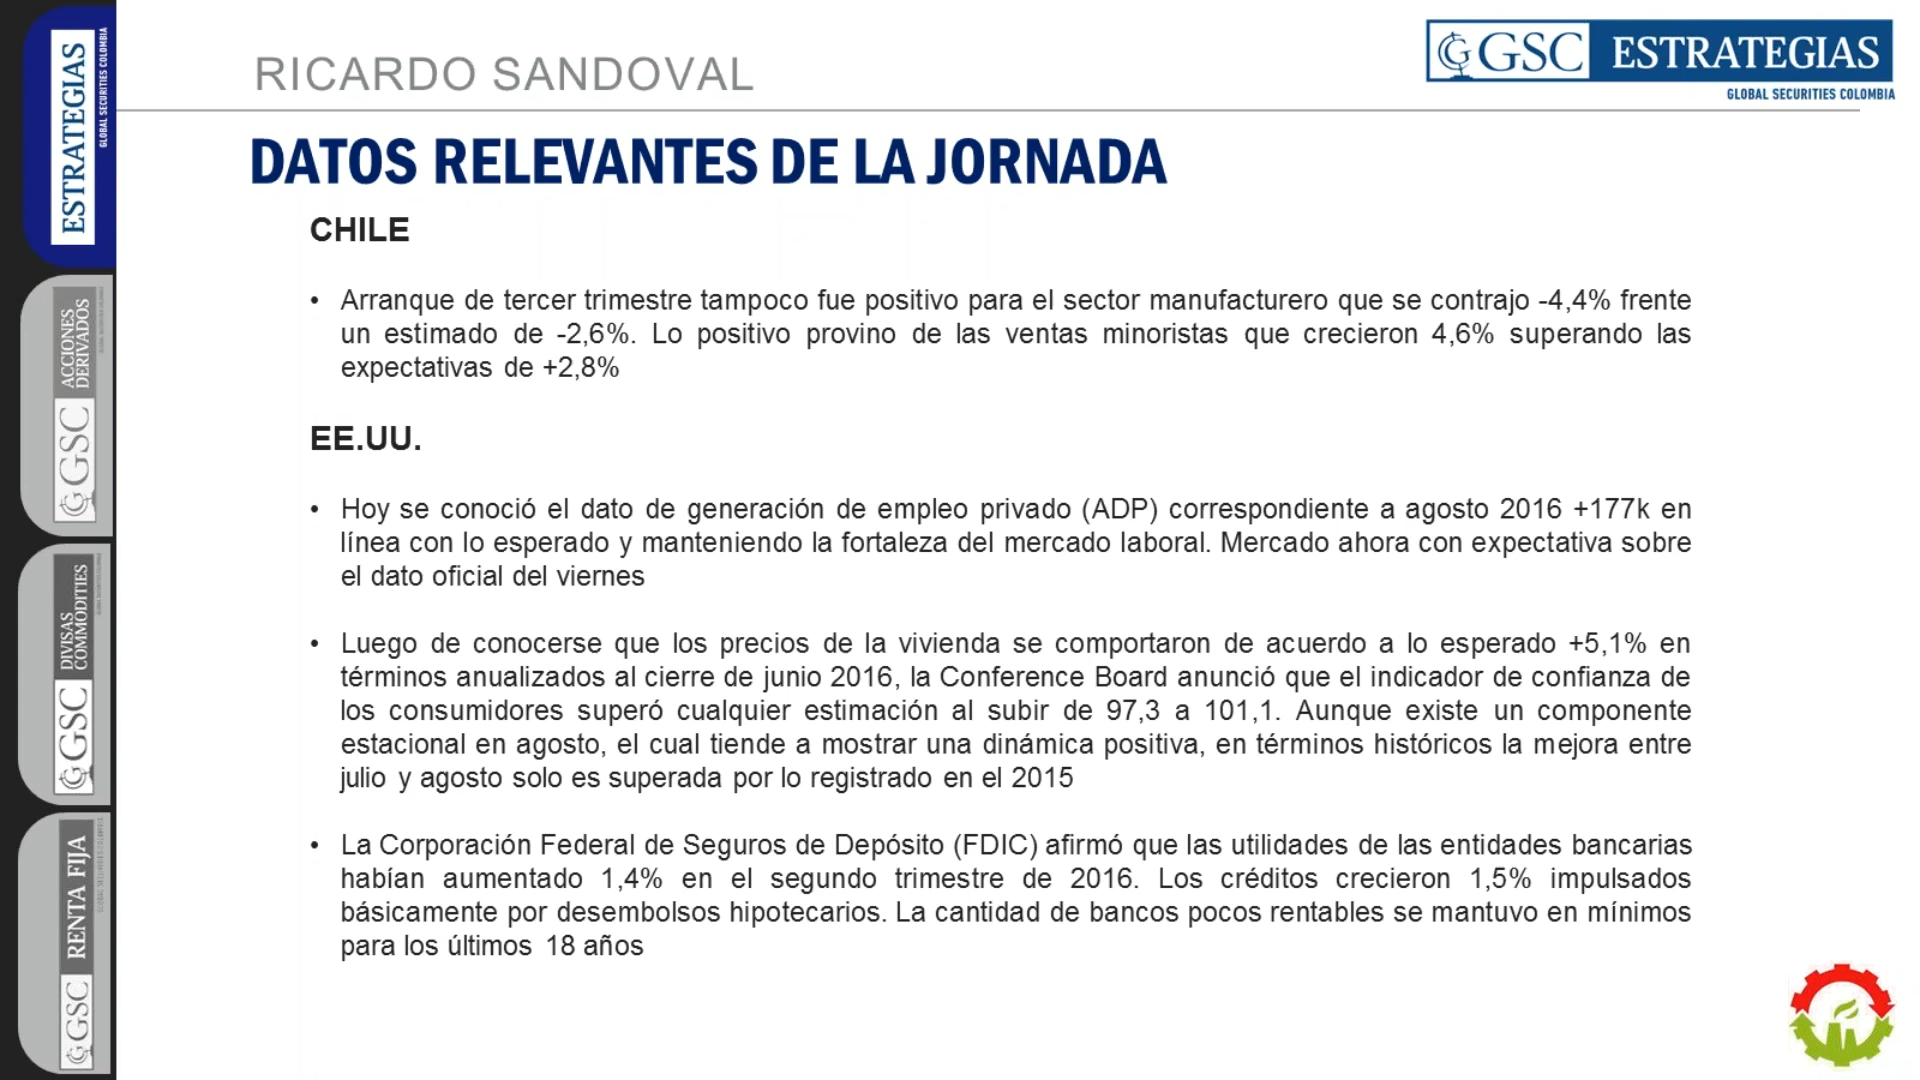 RICARDO SANDOVAL
GSC ESTRATEGIAS
GLOBAL SECURITIES COLOMBIA
DATOS RELEVANTES DE LA JORNADA
CHILE
• Arranque de tercer trimestre tampoco fue positivo para el sector manufacturero que se contrajo -4,4% frente
un estimado de -2,6%. Lo positivo provino de las ventas minoristas que crecieron 4,6% superando las
expectativas de +2,8%
EE.UU.
• Hoy se conoció el dato de generación de empleo privado (ADP) correspondiente a agosto 2016 +177k en
línea con lo esperado y manteniendo la fortaleza del mercado laboral. Mercado ahora con expectativa sobre
el dato oficial del viernes
• Luego de conocerse que los precios de la vivienda se comportaron de acuerdo a lo esperado +5,1% en
términos anualizados al cierre de junio 2016, la Conference Board anunció que el indicador de confianza de
los consumidores superó cualquier estimación al subir de 97,3 a 101,1. Aunque existe un componente
estacional en agosto, el cual tiende a mostrar una dinámica positiva, en términos históricos la mejora entre
julio y agosto solo es superada por lo registrado en el 2015
• La Corporación Federal de Seguros de Depósito (FDIC) afirmó que las utilidades de las entidades bancarias
habían aumentado 1,4% en el segundo trimestre de 2016. Los créditos crecieron 1,5% impulsados
básicamente por desembolsos hipotecarios. La cantidad de bancos pocos rentables se mantuvo en mínimos
para los últimos 18 años
ESTRATEGIAS
GLOBAL SECURITIES COLOMBIA
GSC ACCIONES
DERIVADOS
GSC DIVISAS
COMMODITIES
GSC RENTA FIJA